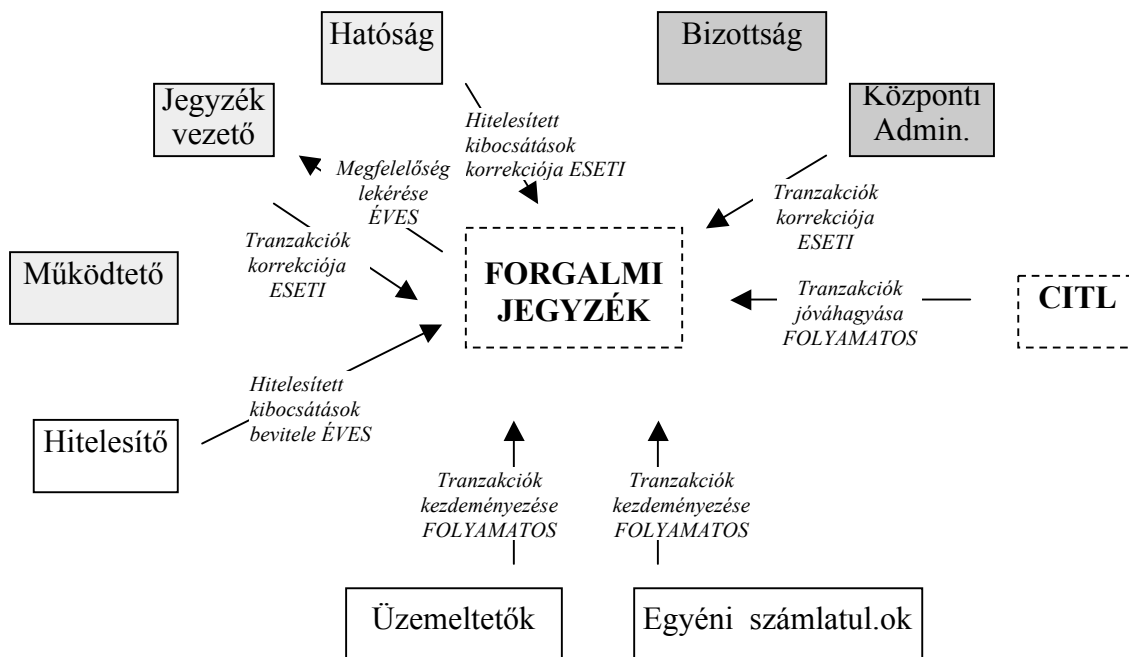 Hatóság
Bizottság
Jegyzék
vezető
Központi
Admin.
Hitelesített
kibocsátások
korrekciója ESETI
Megfelelőség
lekérése
ÉVES
Tranzakciók
korrekciója
ESETI
Tranzakciók
korrekciója
ESETI
Működtető
FORGALMI
JEGYZÉK
Tranzakciók
jóváhagyása
FOLYAMATOS
CITL
Hitelesített
kibocsátások
bevitele ÉVES
Hitelesítő
Tranzakciók
kezdeményezése
FOLYAMATOS
Tranzakciók
kezdeményezése
FOLYAMATOS
Üzemeltetők
Egyéni számlatul.ok